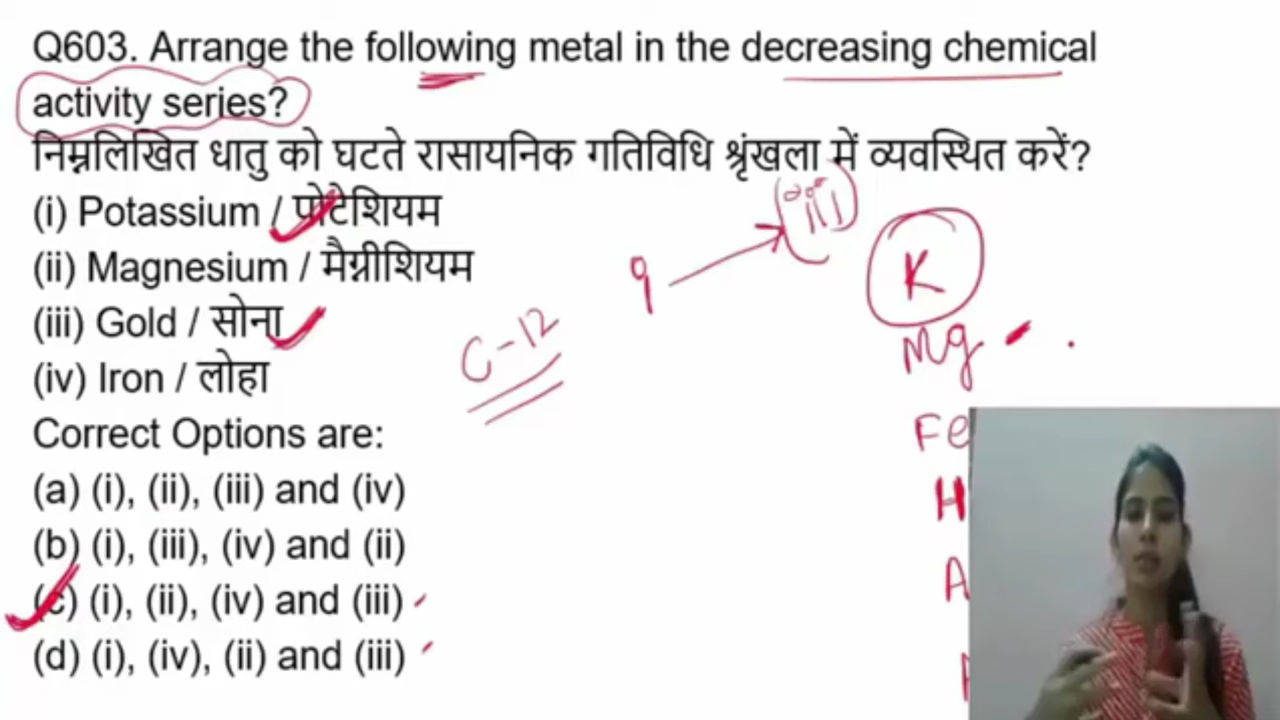 Q603. Arrange the following metal in the decreasing chemical
activity series?
निम्नलिखित धातु को घटते रासायनिक गतिविधि श्रृंखला में व्यवस्थित करें?
(i) Potassium / पोटैशियम
(ii) Magnesium / मैग्नीशियम
(iii) Gold / सोना
(iv) Iron / लोहा
Correct Options are:
(a) (i), (ii), (iii) and (iv)
(b) (i), (iii), (iv) and (ii)
(c) (i), (ii), (iv) and (iii)
(d) (i), (iv), (ii) and (iii)
C-12
9
(iii)
K
Mg
Fe
H
A